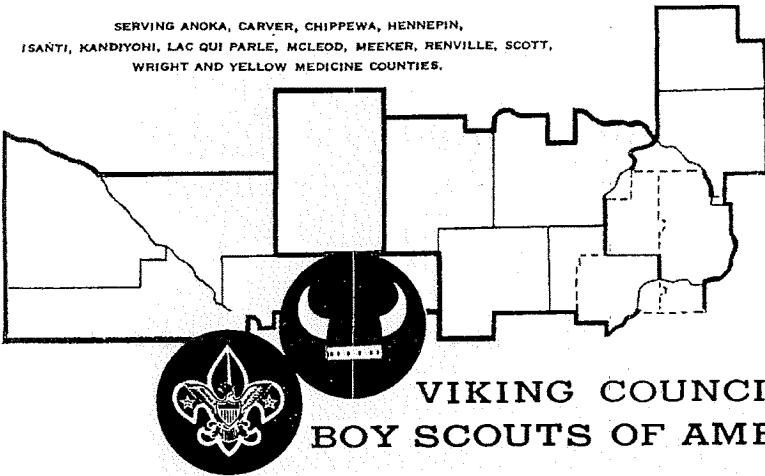 SERVING ANOKA, CARVER, CHIPPEWA, HENNEPIN,
ISANTI, KANDIYOHI, LAC QUI PARLE, MCLEOD, MEEKER, RENVILLE, SCOTT,
WRIGHT AND YELLOW MEDICINE COUNTIES.
VIKING COUNCI
BOY SCOUTS OF AME